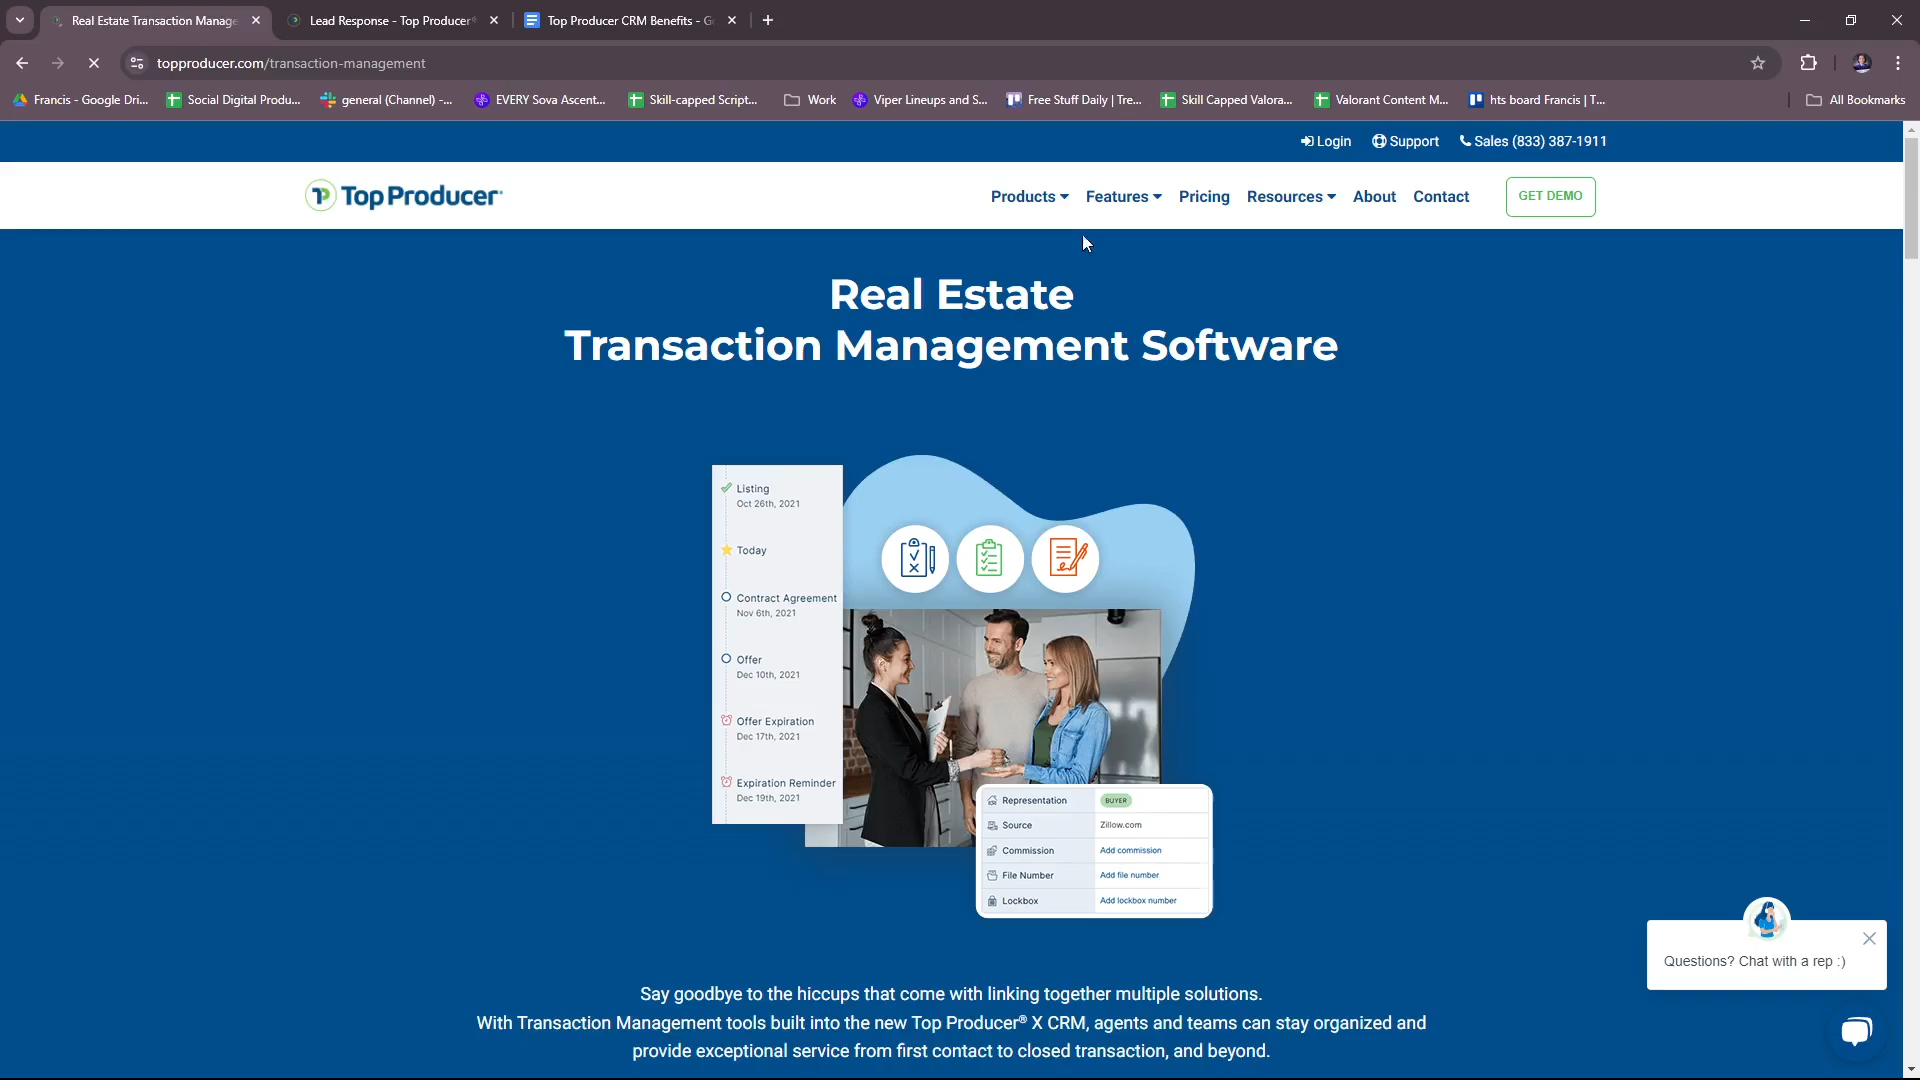 Real Estate Transaction Manage
Lead Response - Top Producer®
Top Producer CRM Benefits - G
topproducer.com/transaction-management
Francis - Google Dri...
Social Digital Produ...
general (Channel) -...
EVERY Sova Ascent...
Skill-capped Script...
Work
Viper Lineups and S...
Free Stuff Daily | Tre...
Skill Capped Valora...
Valorant Content M...
hts board Francis | T...
All Bookmarks
Login
Support
Sales (833) 387-1911
Top Producer®
Products
Features
Pricing
Resources
About
Contact
GET DEMO
Real Estate
Transaction Management Software
Listing
Oct 26th, 2021
Today
Contract Agreement
Nov 6th, 2021
Offer
Dec 10th, 2021
Offer Expiration
Dec 17th, 2021
Expiration Reminder
Dec 19th, 2021
Representation BUYER
Source Zillow.com
Commission Add commission
File Number Add file number
Lockbox Add lockbox number
Questions? Chat with a rep :)
Say goodbye to the hiccups that come with linking together multiple solutions.
With Transaction Management tools built into the new Top Producer® X CRM, agents and teams can stay organized and
provide exceptional service from first contact to closed transaction, and beyond.